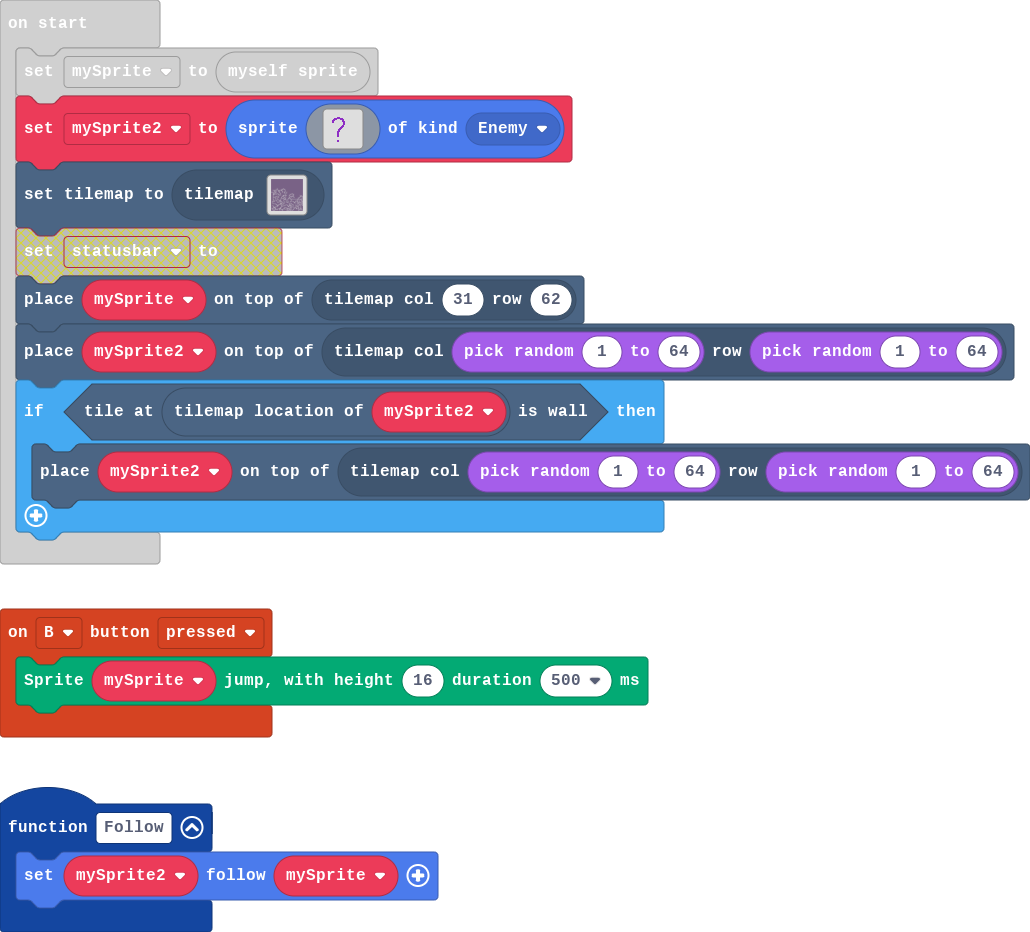 on start
set mySprite to myself sprite
set mySprite2 to sprite ? of kind Enemy
set tilemap to tilemap
set statusbar to
place mySprite on top of tilemap col 31 row 62
place mySprite2 on top of tilemap col pick random 1 to 64 row pick random 1 to 64
if tile at tilemap location of mySprite2 is wall then
place mySprite2 on top of tilemap col pick random 1 to 64 row pick random 1 to 64
on B button pressed
Sprite mySprite jump, with height 16 duration 500 ms
function Follow
set mySprite2 follow mySprite